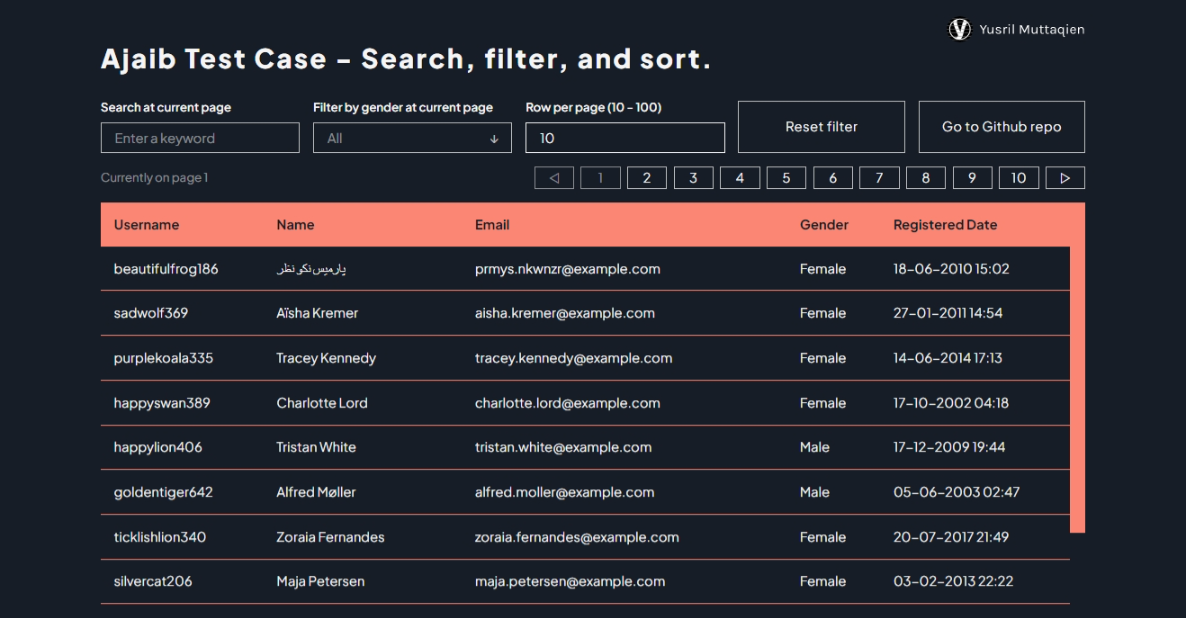 Yusril Muttaqien
Ajaib Test Case – Search, filter, and sort.
Search at current page Filter by gender at current page Row per page (10 - 100)
Enter a keyword All ↓ 10 Reset filter Go to Github repo
Currently on page 1 1 2 3 4 5 6 7 8 9 10
Username Name Email Gender Registered Date
beautifulfrog186 پارمیس نكو نظر prmys.nkwnzr@example.com Female 18-06-2010 15:02
sadwolf369 Aïsha Kremer aisha.kremer@example.com Female 27-01-2011 14:54
purplekoala335 Tracey Kennedy tracey.kennedy@example.com Female 14-06-2014 17:13
happyswan389 Charlotte Lord charlotte.lord@example.com Female 17-10-2002 04:18
happylion406 Tristan White tristan.white@example.com Male 17-12-2009 19:44
goldentiger642 Alfred Møller alfred.moller@example.com Male 05-06-2003 02:47
ticklishlion340 Zoraia Fernandes zoraia.fernandes@example.com Female 20-07-2017 21:49
silvercat206 Maja Petersen maja.petersen@example.com Female 03-02-2013 22:22